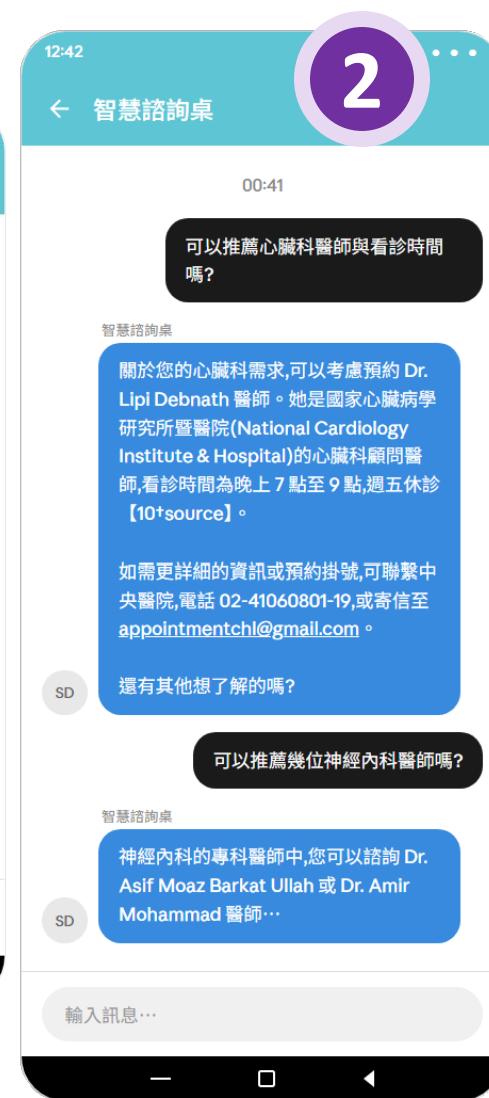 12:42
2
智慧諮詢桌
00:41
可以推薦心臟科醫師與看診時間
嗎?
智慧諮詢桌
關於您的心臟科需求,可以考慮預約 Dr.
Lipi Debnath 醫師。她是國家心臟病學
研究所暨醫院(National Cardiology
Institute & Hospital)的心臟科顧問醫
師,看診時間為晚上 7 點至 9 點,週五休診
【10†source】。
如需更詳細的資訊或預約掛號,可聯繫中
央醫院,電話 02-41060801-19,或寄信至
appointmentchl@gmail.com。
還有其他想了解的嗎?
SD
可以推薦幾位神經內科醫師嗎?
智慧諮詢桌
神經內科的專科醫師中,您可以諮詢 Dr.
Asif Moaz Barkat Ullah 或 Dr. Amir
Mohammad 醫師…
SD
輸入訊息…